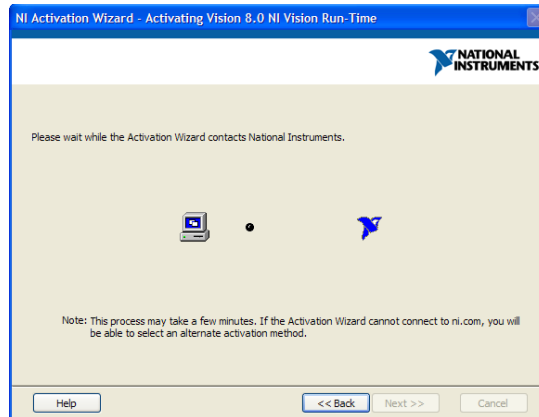 NI Activation Wizard - Activating Vision 8.0 NI Vision Run-Time
NATIONAL
INSTRUMENTS
Please wait while the Activation Wizard contacts National Instruments.
Note: This process may take a few minutes. If the Activation Wizard cannot connect to ni.com, you will
be able to select an alternate activation method.
Help
<< Back
Next >>
Cancel